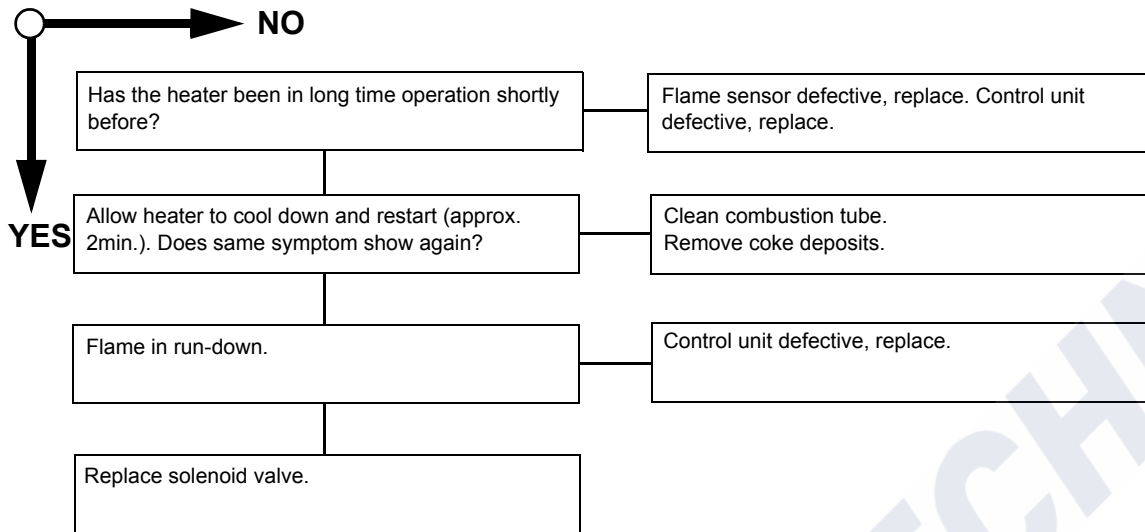 NO
Has the heater been in long time operation shortly
before?
Flame sensor defective, replace. Control unit
defective, replace.
YES
Allow heater to cool down and restart (approx.
2min.). Does same symptom show again?
Clean combustion tube.
Remove coke deposits.
Flame in run-down.
Control unit defective, replace.
Replace solenoid valve.